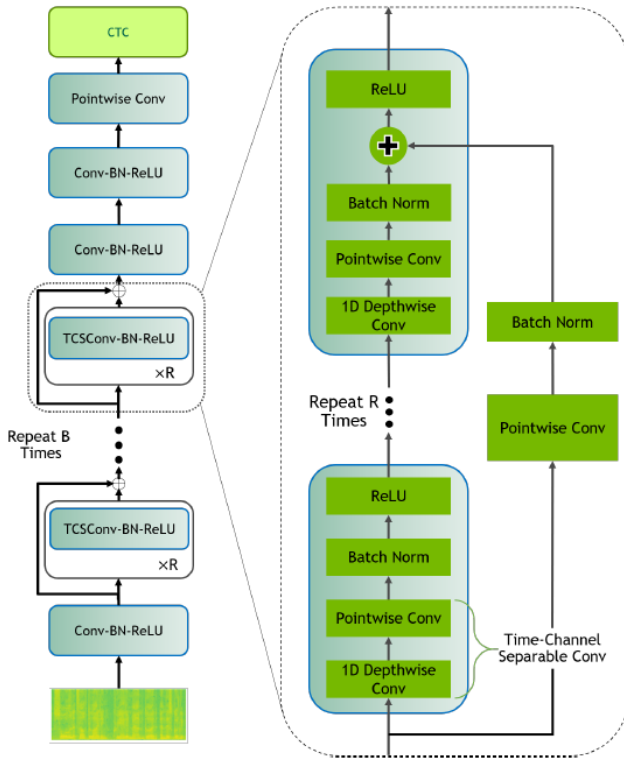 CTC
Pointwise Conv
Conv-BN-ReLU
Conv-BN-ReLU
TCSConv-BN-ReLU
×R
Repeat B
Times
TCSConv-BN-ReLU
×R
Conv-BN-ReLU
ReLU
Batch Norm
Pointwise Conv
1D Depthwise
Conv
Repeat R
Times
ReLU
Batch Norm
Pointwise Conv
1D Depthwise
Conv
Batch Norm
Pointwise Conv
Time-Channel
Separable Conv